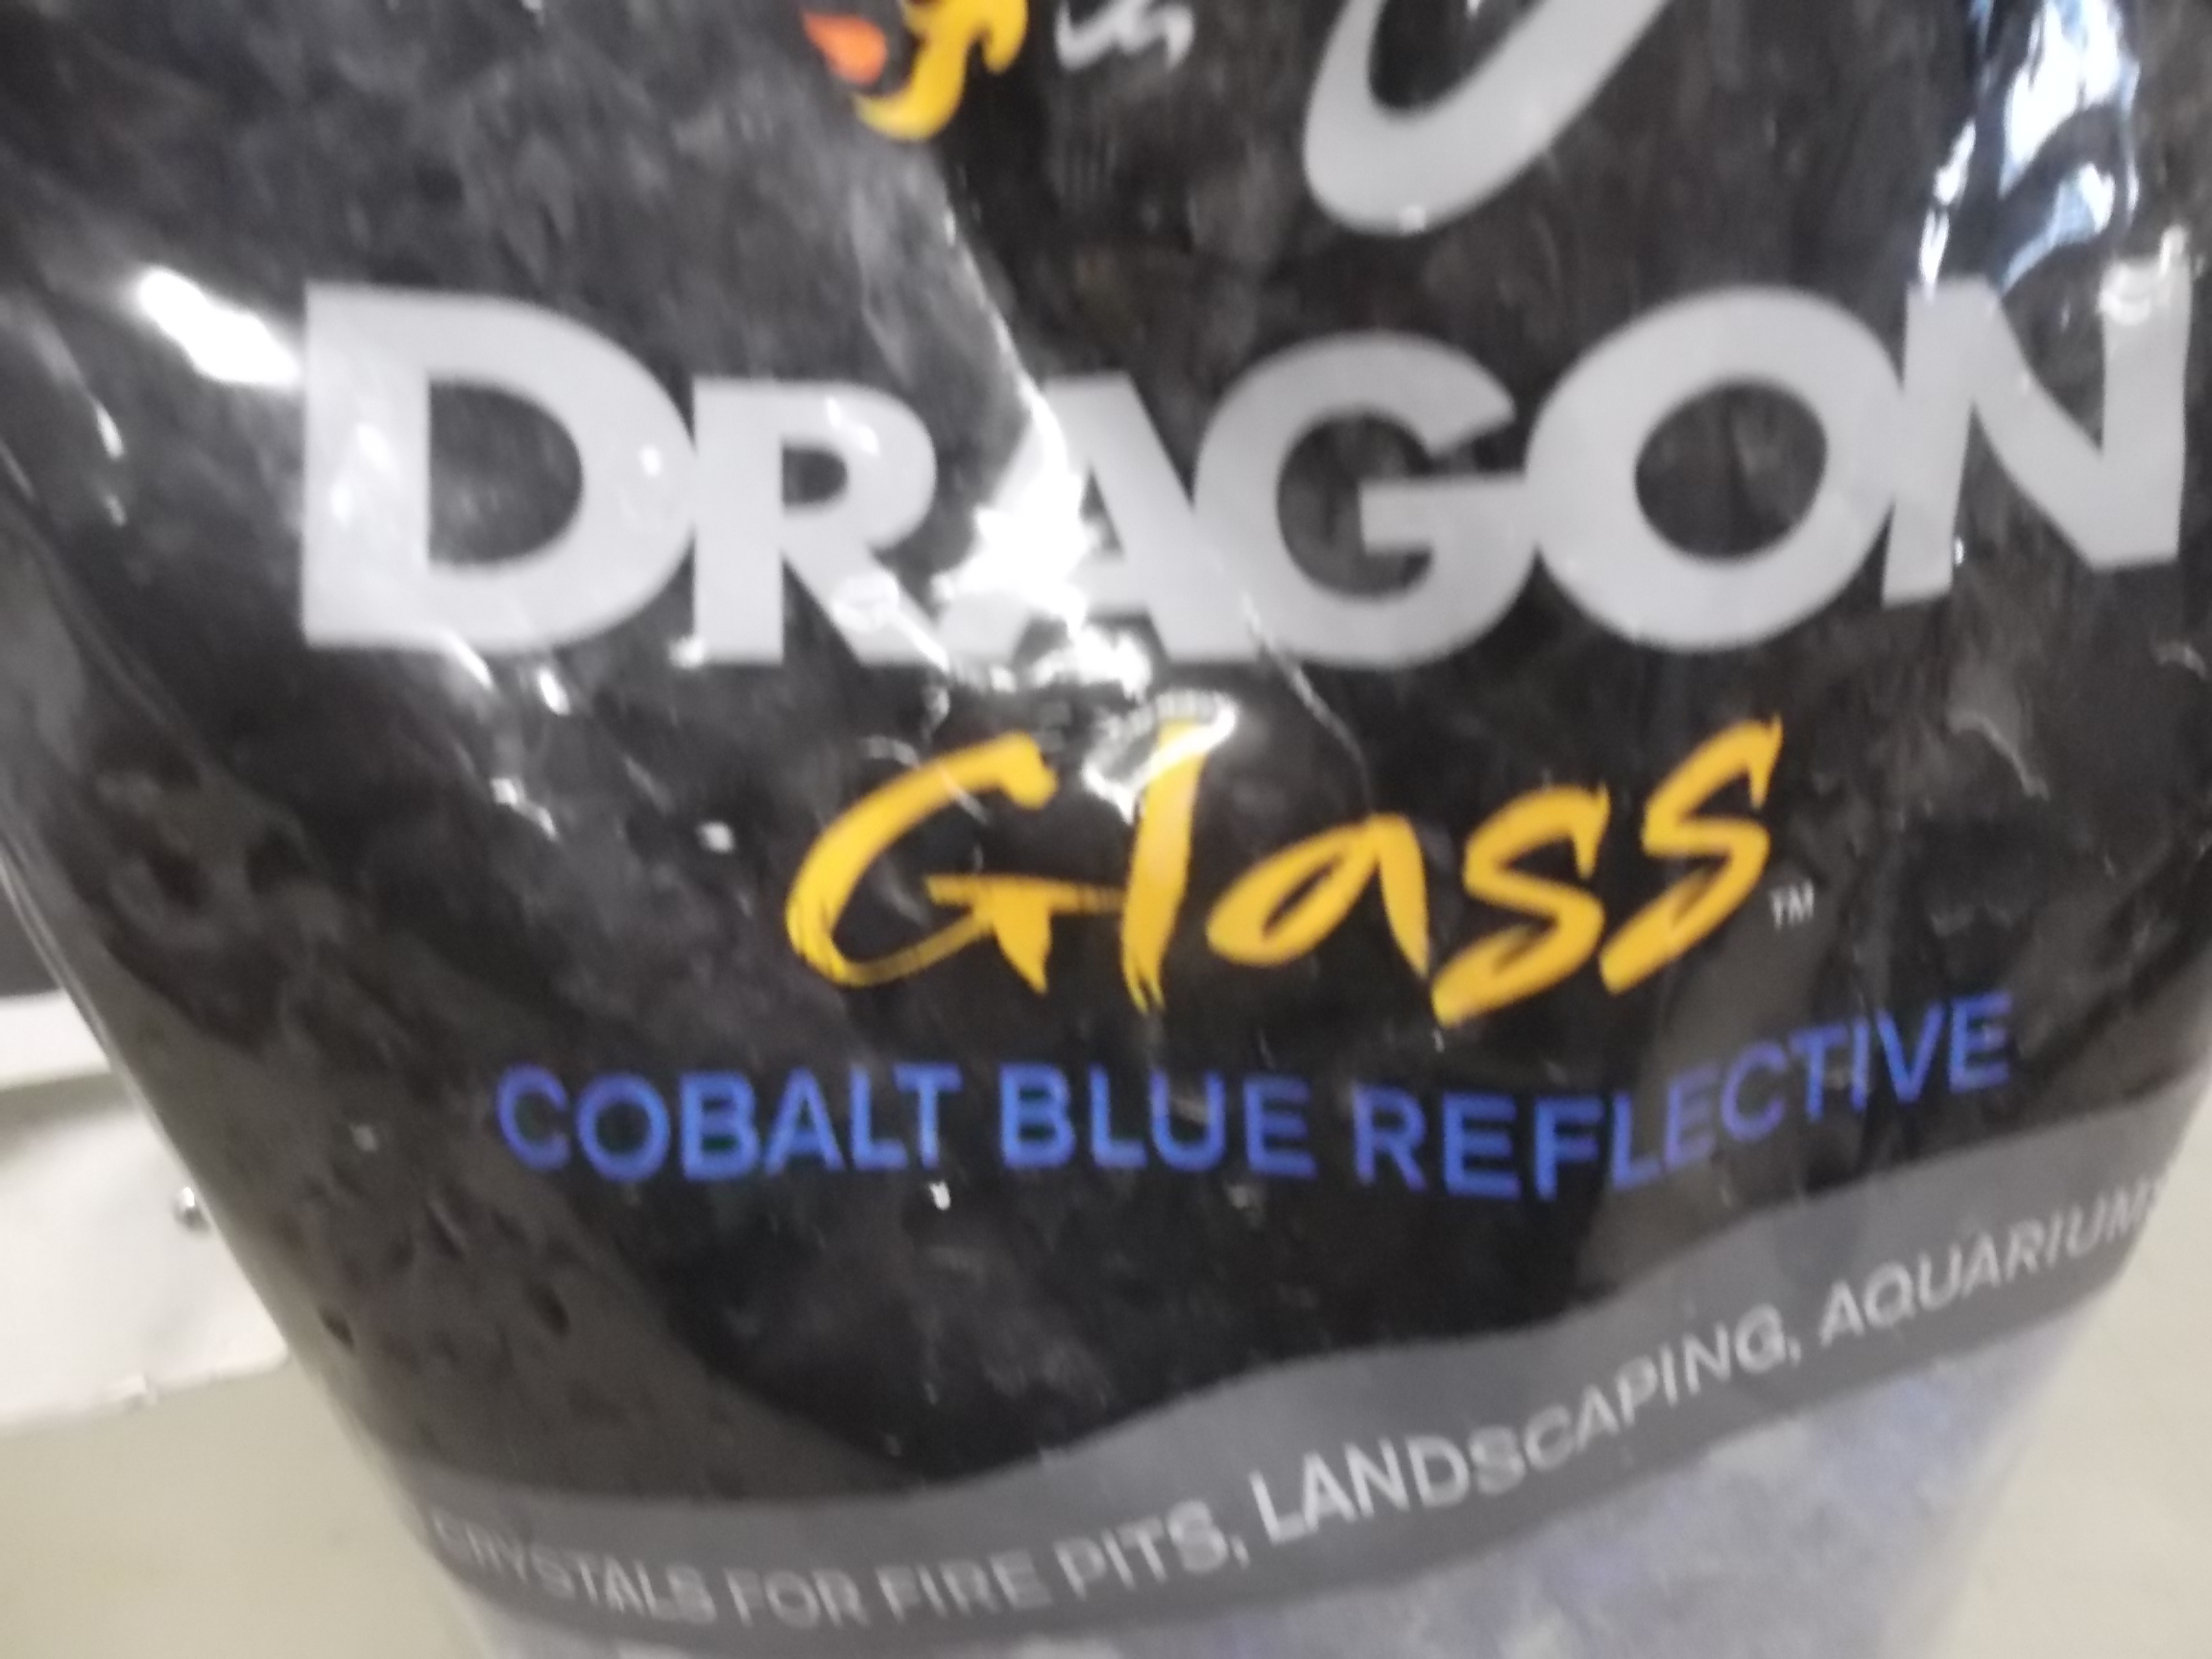 DRAGON
Glass™
COBALT BLUE REFLECTIVE
CRYSTALS FOR FIRE PITS, LANDSCAPING, AQUARIUM